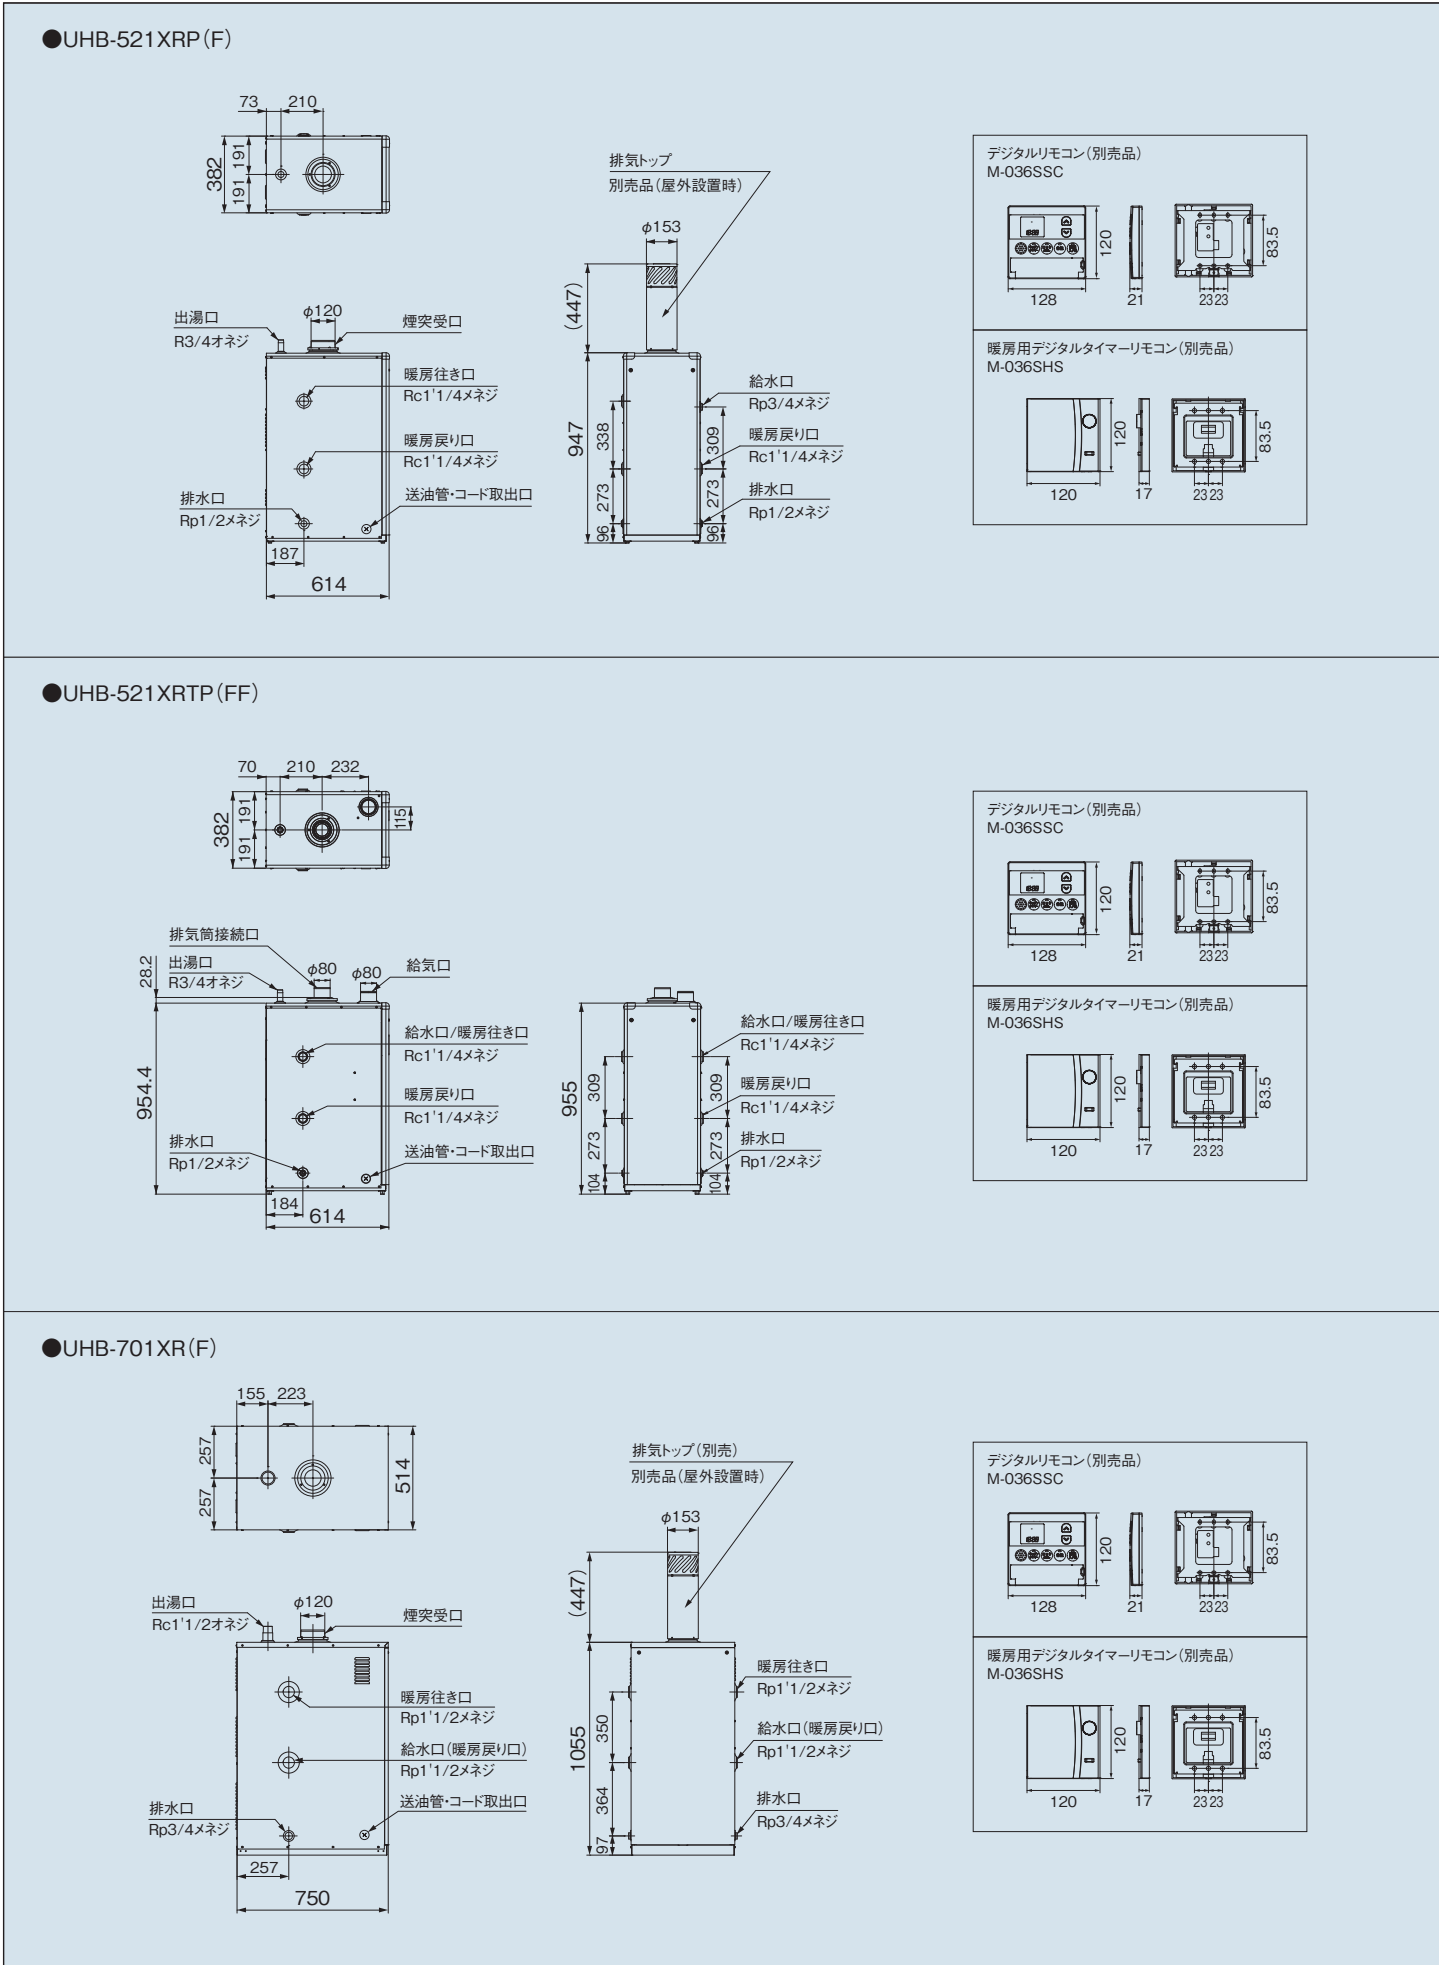 ●UHB-521XRP(F)
73
210
382
191
191
出湯口
R3/4オネジ
φ120
煙突受口
暖房往き口
Rc1'1/4メネジ
暖房戻り口
Rc1'1/4メネジ
排水口
Rp1/2メネジ
送油管・コード取出口
187
614
排気トップ
別売品(屋外設置時)
φ153
(447)
947
338
273
96
309
273
96
給水口
Rp3/4メネジ
暖房戻り口
Rc1'1/4メネジ
排水口
Rp1/2メネジ
デジタルリモコン(別売品)
M-036SSC
120
128
21
23 23
83.5
暖房用デジタルタイマーリモコン(別売品)
M-036SHS
120
120
17
23 23
83.5
●UHB-521XRTP(FF)
70
210
232
382
191
191
115
排気筒接続口
28.2
出湯口
R3/4オネジ
φ80
φ80
給気口
給水口/暖房往き口
Rc1'1/4メネジ
954.4
暖房戻り口
Rc1'1/4メネジ
排水口
Rp1/2メネジ
送油管・コード取出口
184
614
955
309
273
104
309
273
104
給水口/暖房往き口
Rc1'1/4メネジ
暖房戻り口
Rc1'1/4メネジ
排水口
Rp1/2メネジ
デジタルリモコン(別売品)
M-036SSC
120
128
21
23 23
83.5
暖房用デジタルタイマーリモコン(別売品)
M-036SHS
120
120
17
23 23
83.5
●UHB-701XR(F)
155
223
257
257
514
出湯口
Rc1'1/2オネジ
φ120
煙突受口
暖房往き口
Rp1'1/2メネジ
給水口(暖房戻り口)
Rp1'1/2メネジ
排水口
Rp3/4メネジ
送油管・コード取出口
257
750
排気トップ(別売)
別売品(屋外設置時)
φ153
(447)
1055
350
364
97
暖房往き口
Rp1'1/2メネジ
給水口(暖房戻り口)
Rp1'1/2メネジ
排水口
Rp3/4メネジ
デジタルリモコン(別売品)
M-036SSC
120
128
21
23 23
83.5
暖房用デジタルタイマーリモコン(別売品)
M-036SHS
120
120
17
23 23
83.5